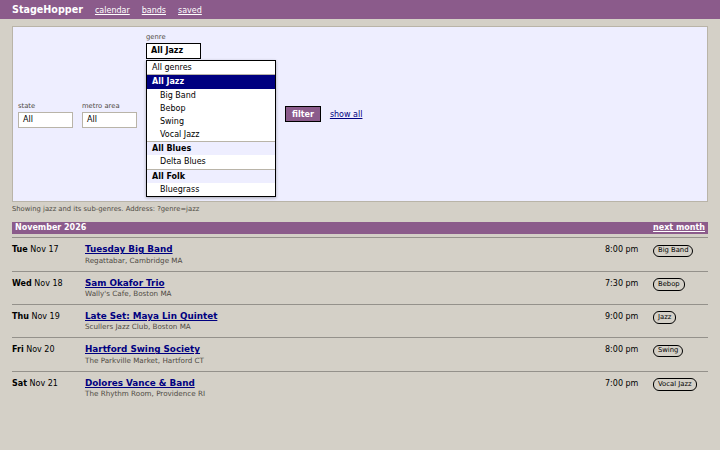 StageHopper calendar bands saved
genre
All Jazz
All genres
All Jazz
Big Band
Bebop
Swing
Vocal Jazz
All Blues
Delta Blues
All Folk
Bluegrass
state metro area
All All filter show all
Showing jazz and its sub-genres. Address: ?genre=jazz
November 2026 next month
Tue Nov 17 Tuesday Big Band 8:00 pm Big Band
Regattabar, Cambridge MA
Wed Nov 18 Sam Okafor Trio 7:30 pm Bebop
Wally's Cafe, Boston MA
Thu Nov 19 Late Set: Maya Lin Quintet 9:00 pm Jazz
Scullers Jazz Club, Boston MA
Fri Nov 20 Hartford Swing Society 8:00 pm Swing
The Parkville Market, Hartford CT
Sat Nov 21 Dolores Vance & Band 7:00 pm Vocal Jazz
The Rhythm Room, Providence RI